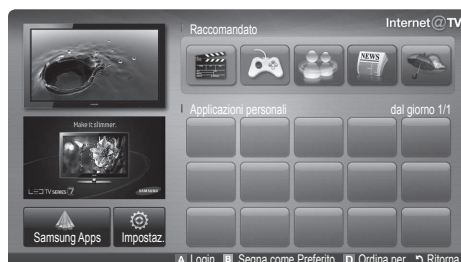 Raccomandato
Internet@TV
NEWS
Applicazioni personali
dal giorno 1/1
Make it slimmer.
LED TV SERIES 7
SAMSUNG
Samsung Apps
Impostaz.
A Login B Segna come Preferito D Ordina per Ritorna